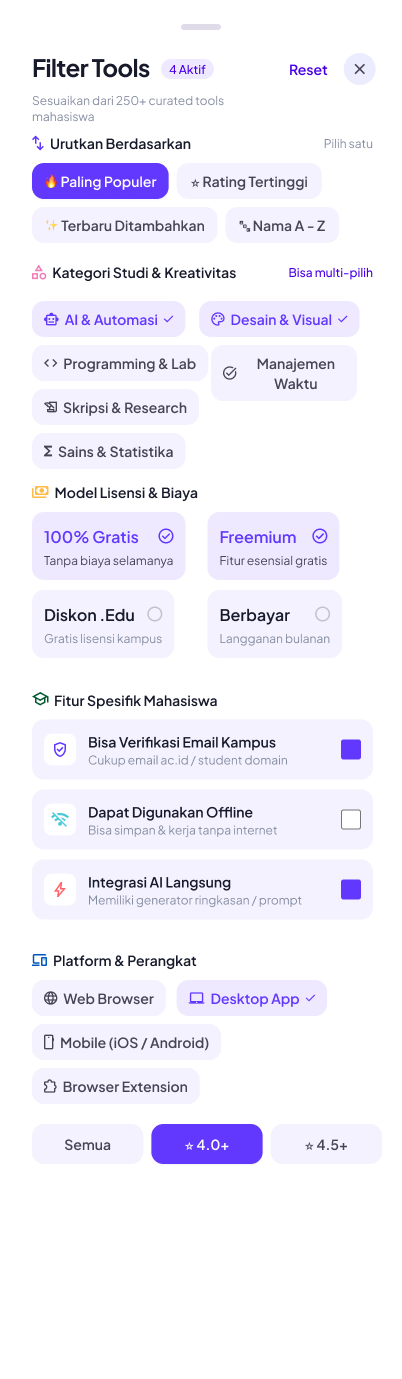 Filter Tools
4 Aktif
Reset
Sesuaikan dari 250+ curated tools
mahasiswa
Urutkan Berdasarkan
Pilih satu
🔥 Paling Populer
⭐ Rating Tertinggi
✨ Terbaru Ditambahkan
🔤 Nama A - Z
Kategori Studi & Kreativitas
Bisa multi-pilih
AI & Automasi
Desain & Visual
Programming & Lab
Manajemen
Waktu
Skripsi & Research
Sains & Statistika
Model Lisensi & Biaya
100% Gratis
Tanpa biaya selamanya
Freemium
Fitur esensial gratis
Diskon .Edu
Gratis lisensi kampus
Berbayar
Langganan bulanan
Fitur Spesifik Mahasiswa
Bisa Verifikasi Email Kampus
Cukup email ac.id / student domain
Dapat Digunakan Offline
Bisa simpan & kerja tanpa internet
Integrasi AI Langsung
Memiliki generator ringkasan / prompt
Platform & Perangkat
Web Browser
Desktop App
Mobile (iOS / Android)
Browser Extension
Semua
⭐ 4.0+
⭐ 4.5+